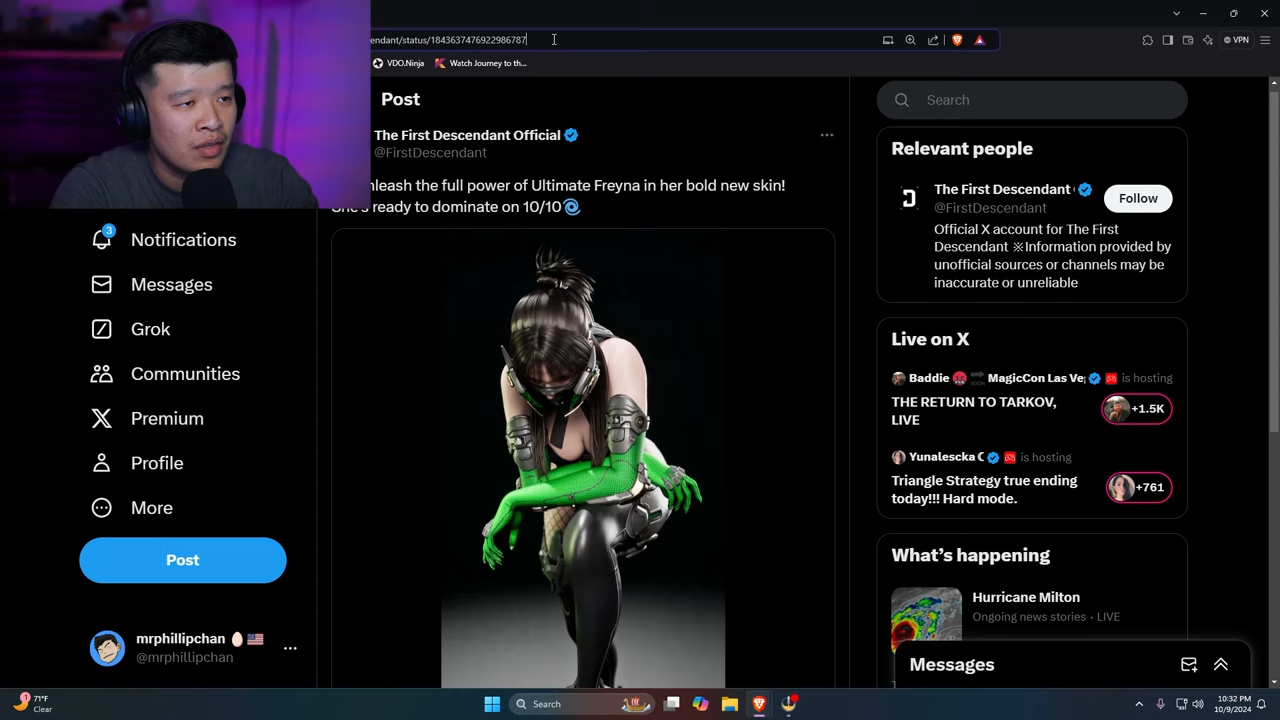 endant/status/1843637476922986787
VPN
VDO.Ninja
Watch Journey to th...
Post
The First Descendant Official
@FirstDescendant
nleash the full power of Ultimate Freyna in her bold new skin!
She's ready to dominate on 10/10
3
Notifications
Messages
Grok
Communities
Premium
Profile
More
Post
mrphillipchan
@mrphillipchan
Search
Relevant people
The First Descendant
@FirstDescendant
Follow
Official X account for The First
Descendant ※Information provided by
unofficial sources or channels may be
inaccurate or unreliable
Live on X
Baddie
SOON
MagicCon Las Ve
is hosting
THE RETURN TO TARKOV,
LIVE
+1.5K
Yunalescka
is hosting
Triangle Strategy true ending
today!!! Hard mode.
+761
What's happening
Hurricane Milton
Ongoing news stories · LIVE
Messages
1
71°F
Clear
Search
10:32 PM
10/9/2024